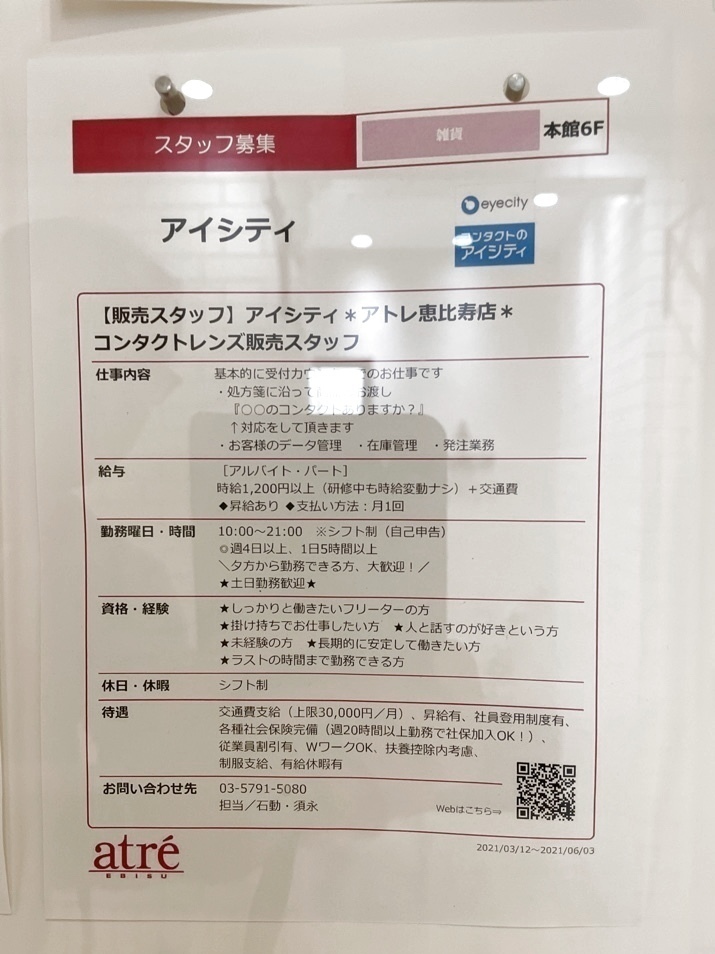 スタッフ募集
雑貨
本館6F
アイシティ
eyecity
コンタクトの
アイシティ
【販売スタッフ】アイシティ＊アトレ恵比寿店＊
コンタクトレンズ販売スタッフ
仕事内容
基本的に受付カウ のお仕事です
・処方箋に沿って お渡し
『○○のコンタクトありますか？』
↑対応をして頂きます
・お客様のデータ管理 ・在庫管理 ・発注業務
給与
［アルバイト・パート］
時給1,200円以上（研修中も時給変動ナシ）＋交通費
◆昇給あり ◆支払い方法：月1回
勤務曜日・時間
10:00～21:00 ※シフト制（自己申告）
◎週4日以上、1日5時間以上
＼夕方から勤務できる方、大歓迎！／
★土日勤務歓迎★
資格・経験
★しっかりと働きたいフリーターの方
★掛け持ちでお仕事したい方 ★人と話すのが好きという方
★未経験の方 ★長期的に安定して働きたい方
★ラストの時間まで勤務できる方
休日・休暇
シフト制
待遇
交通費支給（上限30,000円／月）、昇給有、社員登用制度有、
各種社会保険完備（週20時間以上勤務で社保加入OK！）、
従業員割引有、WワークOK、扶養控除内考慮、
制服支給、有給休暇有
お問い合わせ先
03-5791-5080
担当／石動・須永
Webはこちら⇒
atré
EBISU
2021/03/12～2021/06/03